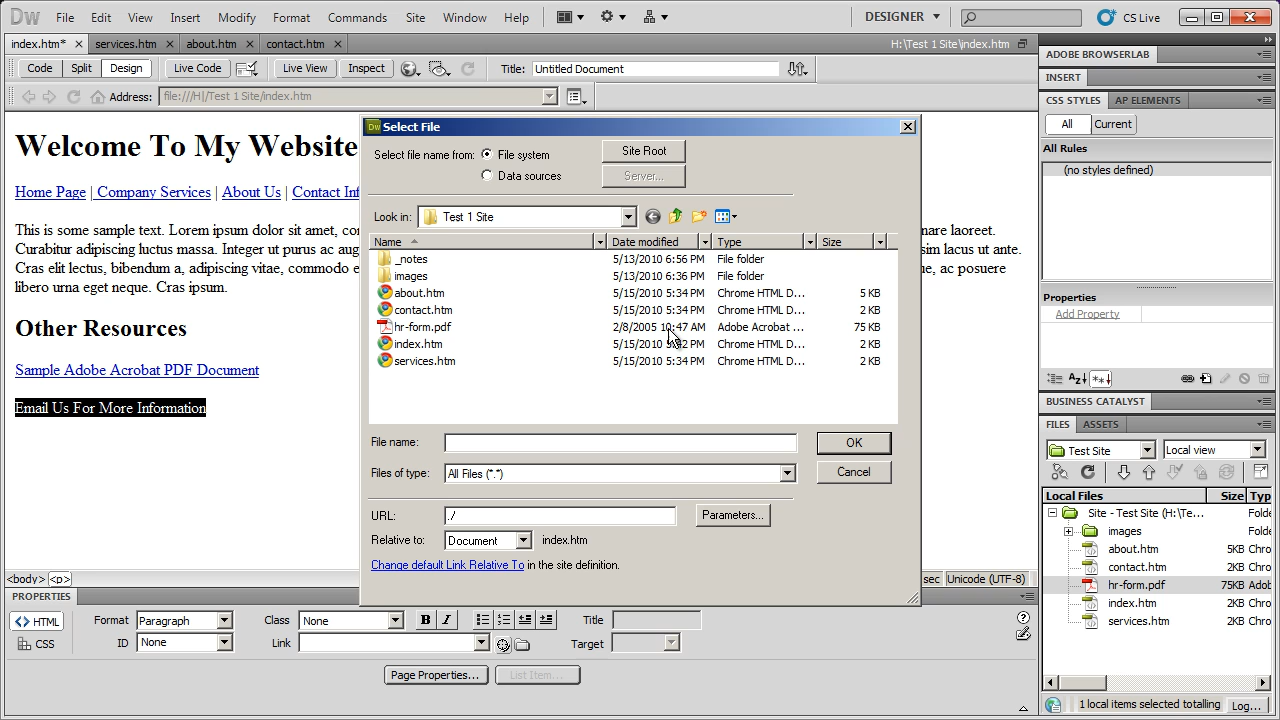 Dw File Edit View Insert Modify Format Commands Site Window Help DESIGNER CS Live
index.htm* services.htm about.htm contact.htm H:\Test 1 Site\index.htm
Code Split Design Live Code Live View Inspect Title: Untitled Document
Address: file:///H|/Test 1 Site/index.htm
Welcome To My Website
Home Page | Company Services | About Us | Contact Inf
This is some sample text. Lorem ipsum dolor sit amet, con
Curabitur adipiscing luctus massa. Integer ut purus ac aug
Cras elit lectus, bibendum a, adipiscing vitae, commodo e
libero urna eget neque. Cras ipsum.
Other Resources
Sample Adobe Acrobat PDF Document
Email Us For More Information
are laoreet.
sim lacus ut ante.
e, ac posuere
Select File
Select file name from: File system Site Root
Data sources Server...
Look in: Test 1 Site
Name Date modified Type Size
_notes 5/13/2010 6:56 PM File folder
images 5/13/2010 6:36 PM File folder
about.htm 5/15/2010 5:34 PM Chrome HTML D... 5 KB
contact.htm 5/15/2010 5:34 PM Chrome HTML D... 2 KB
hr-form.pdf 2/8/2005 10:47 AM Adobe Acrobat ... 75 KB
index.htm 5/15/2010 PM Chrome HTML D... 2 KB
services.htm 5/15/2010 5:34 PM Chrome HTML D... 2 KB
File name: OK
Files of type: All Files (*.*) Cancel
URL: ./ Parameters...
Relative to: Document index.htm
Change default Link Relative To in the site definition.
<body> <p> sec Unicode (UTF-8)
PROPERTIES
HTML Format Paragraph Class None B I Title
CSS ID None Link Target
Page Properties... List Item...
ADOBE BROWSERLAB
INSERT
CSS STYLES AP ELEMENTS
All Current
All Rules
(no styles defined)
Properties
Add Property
BUSINESS CATALYST
FILES ASSETS
Test Site Local view
Local Files Size Typ
Site - Test Site (H:\Te... Folde
images Folde
about.htm 5KB Chro
contact.htm 2KB Chro
hr-form.pdf 75KB Adob
index.htm 2KB Chro
services.htm 2KB Chro
1 local items selected totalling Log...